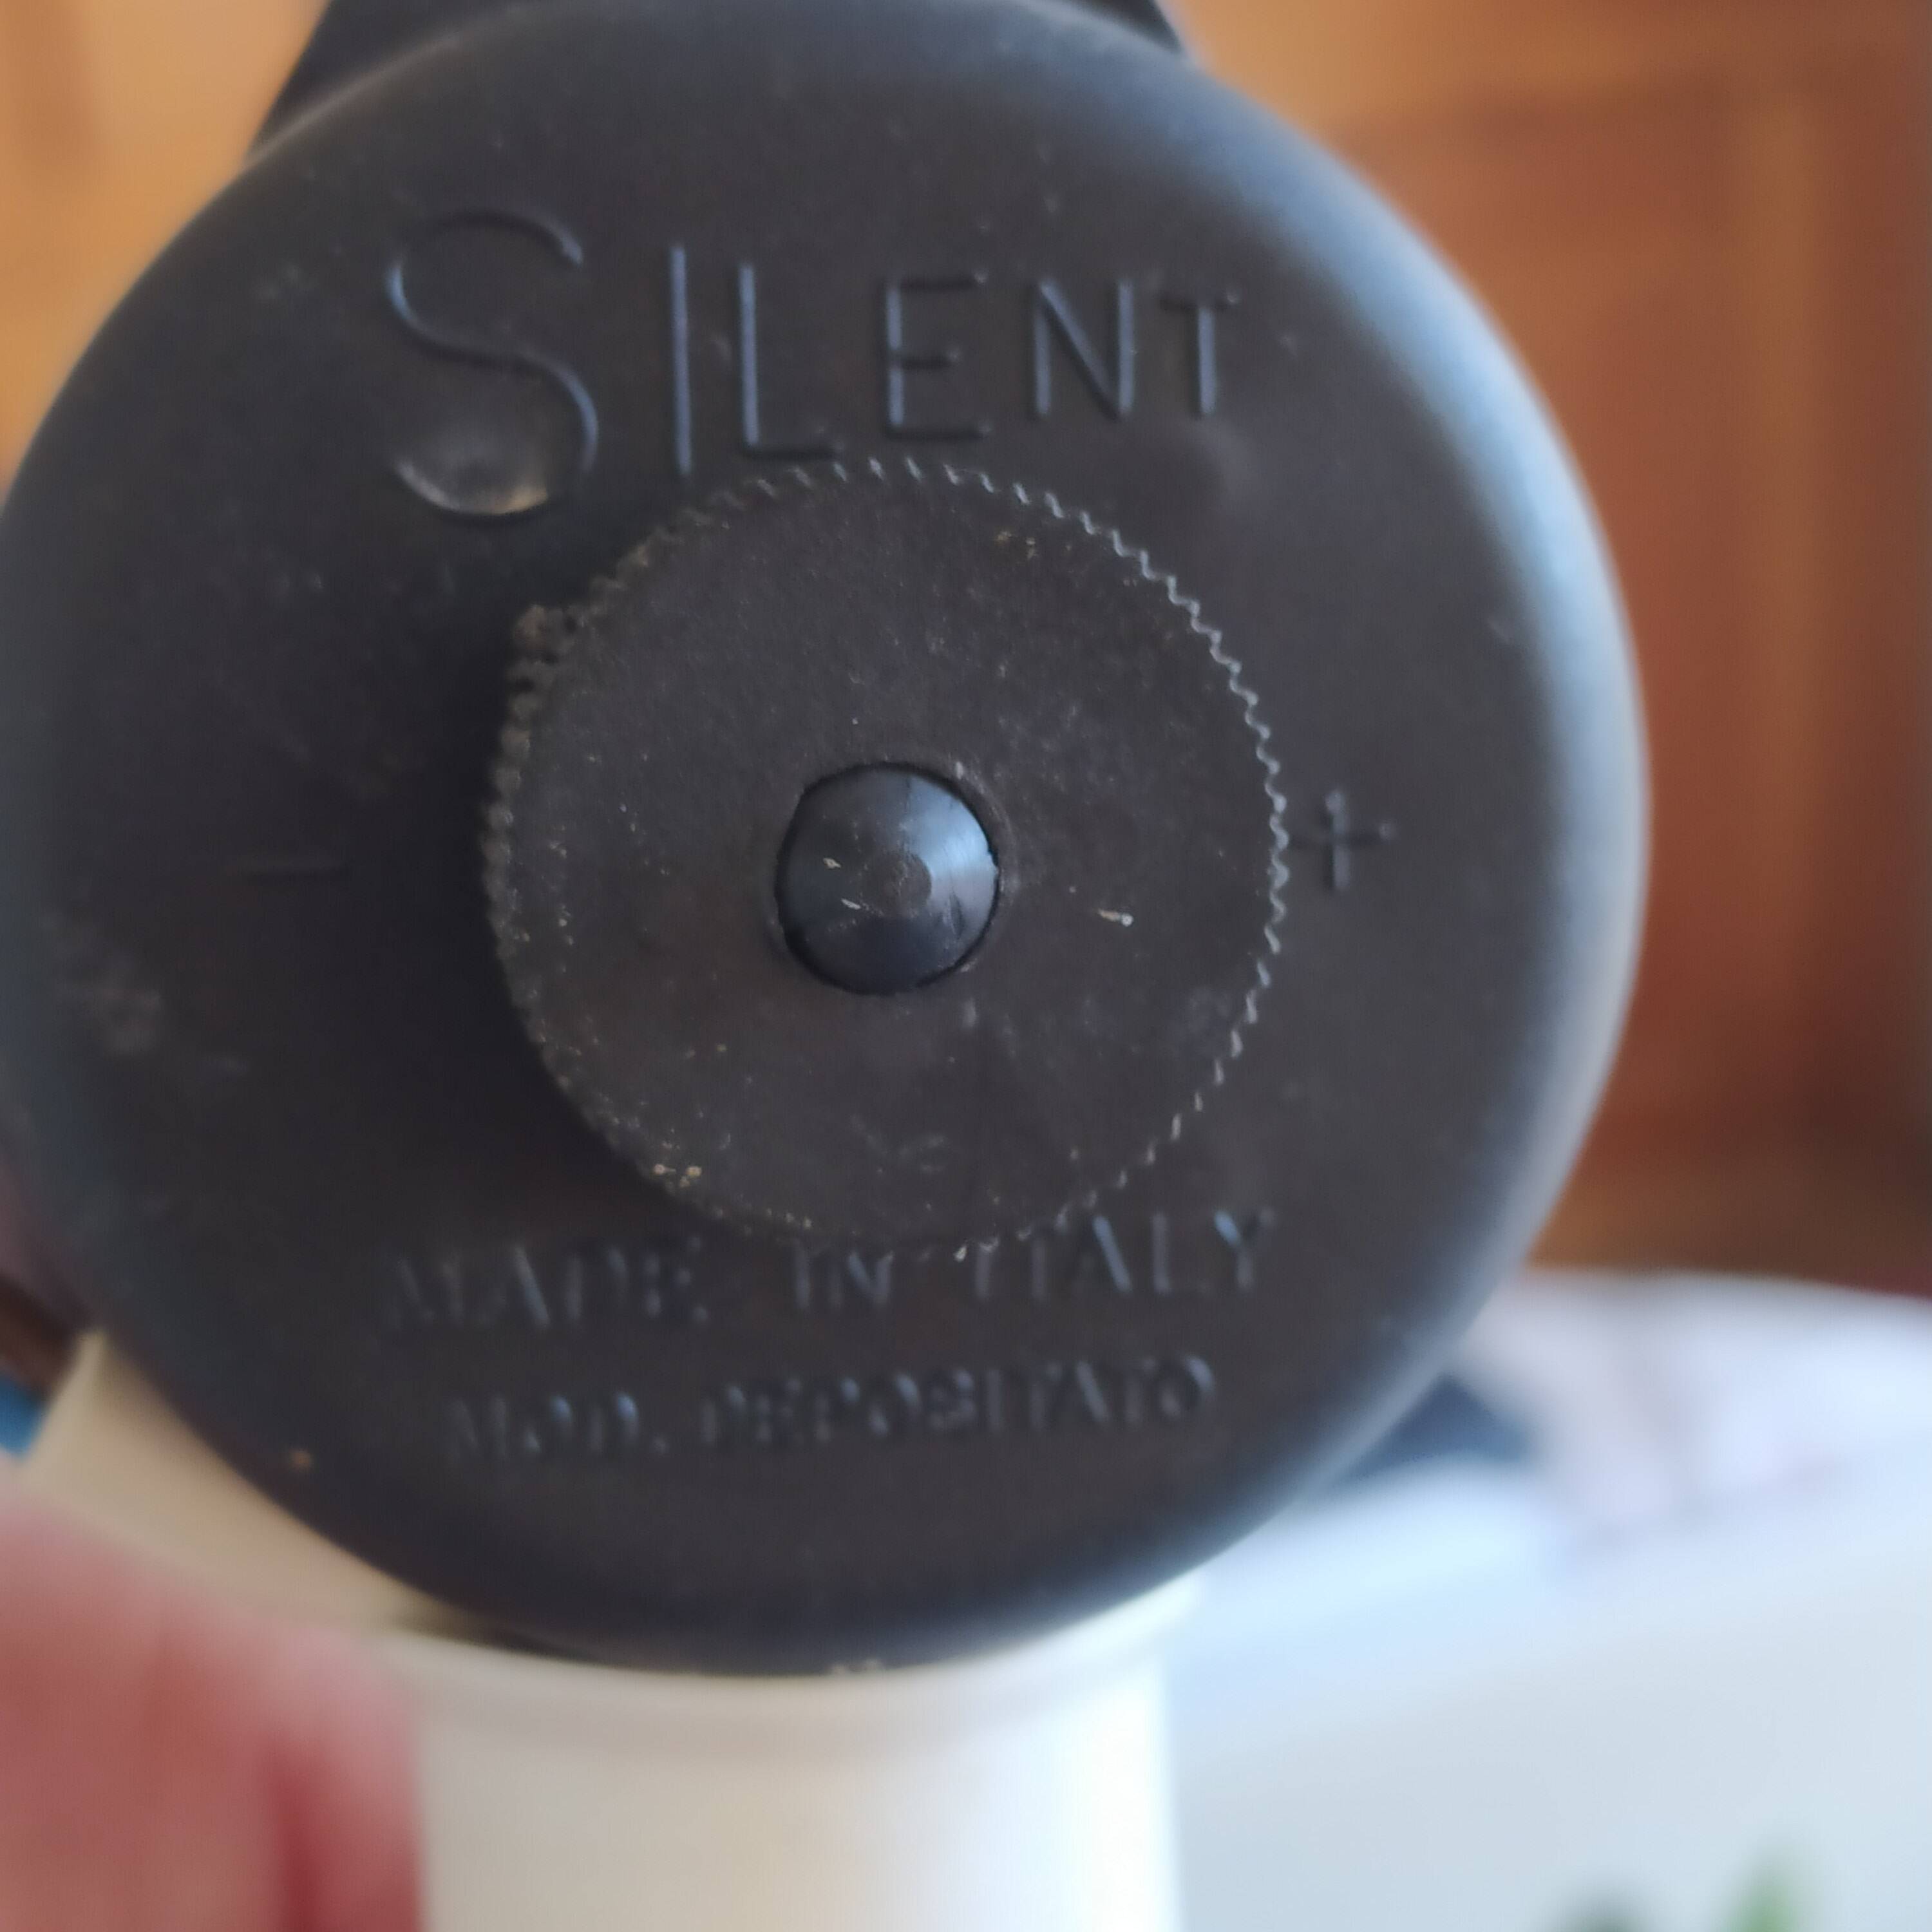 SILENT
- +
MADE IN ITALY
MOD. DEPOSITATO